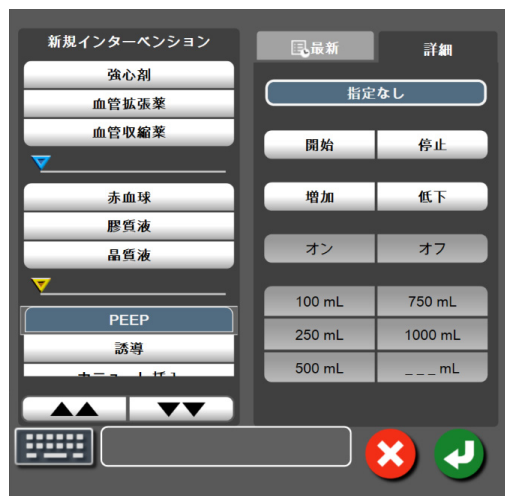 新規インターベンション
強心剤
血管拡張薬
血管収縮薬
赤血球
膠質液
晶質液
PEEP
誘導
最新
詳細
指定なし
開始 停止
増加 低下
オン オフ
100 mL 750 mL
250 mL 1000 mL
500 mL _ _ _ mL